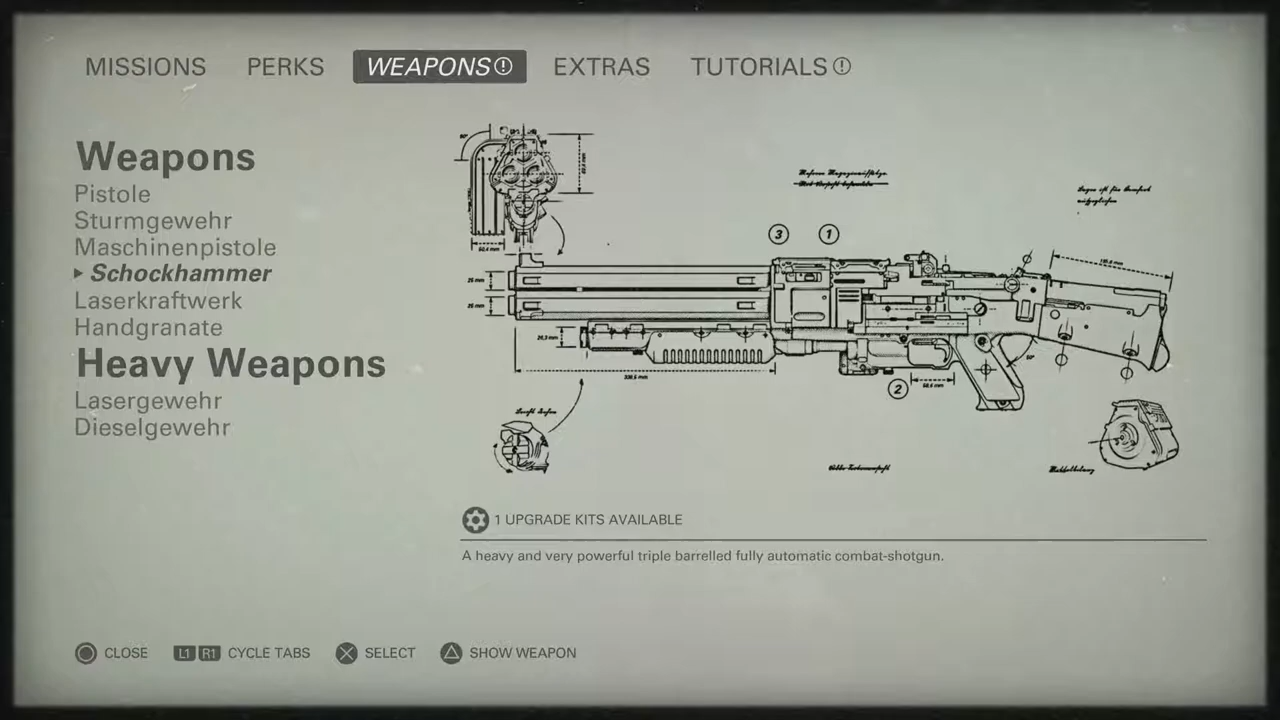 MISSIONS PERKS WEAPONS EXTRAS TUTORIALS
Weapons
Pistole
Sturmgewehr
Maschinenpistole
Schockhammer
Laserkraftwerk
Handgranate
Heavy Weapons
Lasergewehr
Dieselgewehr
3 1
2
1 UPGRADE KITS AVAILABLE
A heavy and very powerful triple barrelled fully automatic combat-shotgun.
CLOSE L1 R1 CYCLE TABS SELECT SHOW WEAPON